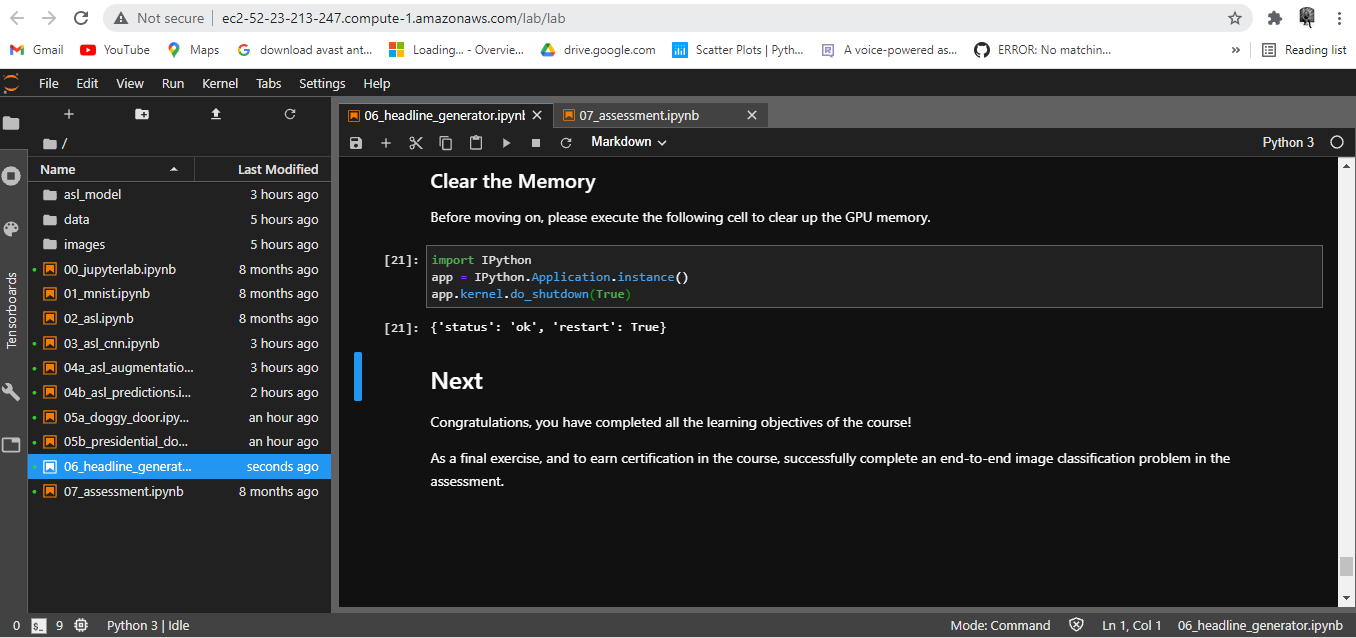 Not secure | ec2-52-23-213-247.compute-1.amazonaws.com/lab/lab
Gmail YouTube Maps download avast ant... Loading... - Overvie... drive.google.com Scatter Plots | Pyth... A voice-powered as... ERROR: No matchin... » Reading list
File Edit View Run Kernel Tabs Settings Help
06_headline_generator.ipynb 07_assessment.ipynb
Markdown Python 3
/
Name Last Modified
asl_model 3 hours ago
data 5 hours ago
images 5 hours ago
00_jupyterlab.ipynb 8 months ago
01_mnist.ipynb 8 months ago
02_asl.ipynb 8 months ago
03_asl_cnn.ipynb 3 hours ago
04a_asl_augmentatio... 3 hours ago
04b_asl_predictions.i... 2 hours ago
05a_doggy_door.ipy... an hour ago
05b_presidential_do... an hour ago
06_headline_generat... seconds ago
07_assessment.ipynb 8 months ago
Tensorboards
Clear the Memory
Before moving on, please execute the following cell to clear up the GPU memory.
[21]: import IPython
app = IPython.Application.instance()
app.kernel.do_shutdown(True)
[21]: {'status': 'ok', 'restart': True}
Next
Congratulations, you have completed all the learning objectives of the course!
As a final exercise, and to earn certification in the course, successfully complete an end-to-end image classification problem in the
assessment.
0 $_ 9 Python 3 | Idle Mode: Command Ln 1, Col 1 06_headline_generator.ipynb